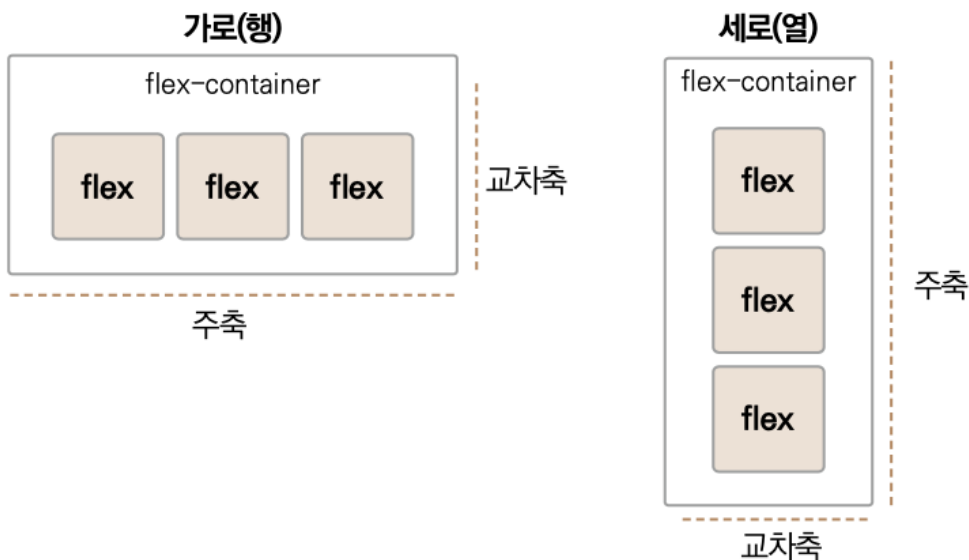 가로(행)
flex-container
flex flex flex
교차축
주축
세로(열)
flex-container
flex
flex
flex
주축
교차축